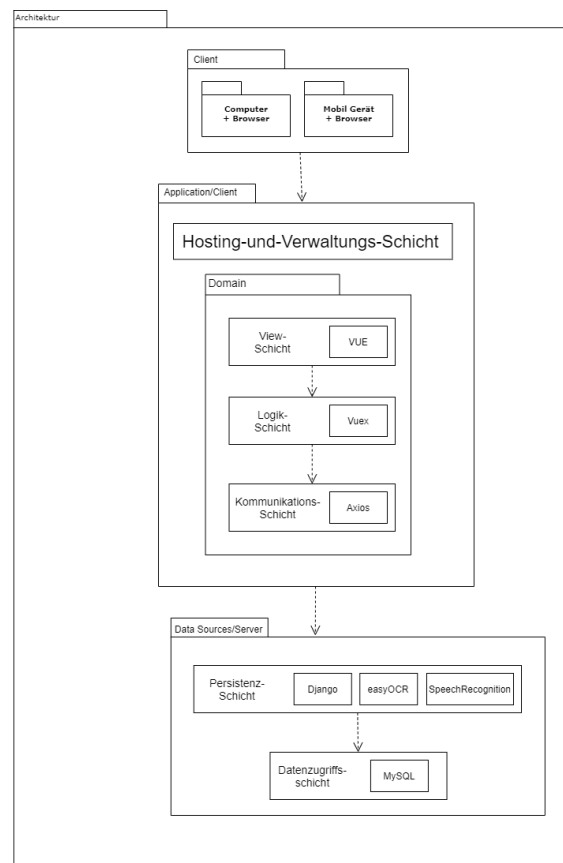 Architektur
Client
Computer
+ Browser
Mobil Gerät
+ Browser
Application/Client
Hosting-und-Verwaltungs-Schicht
Domain
View-
Schicht
VUE
Logik-
Schicht
Vuex
Kommunikations-
Schicht
Axios
Data Sources/Server
Persistenz-
Schicht
Django
easyOCR
SpeechRecognition
Datenzugriffs-
schicht
MySQL